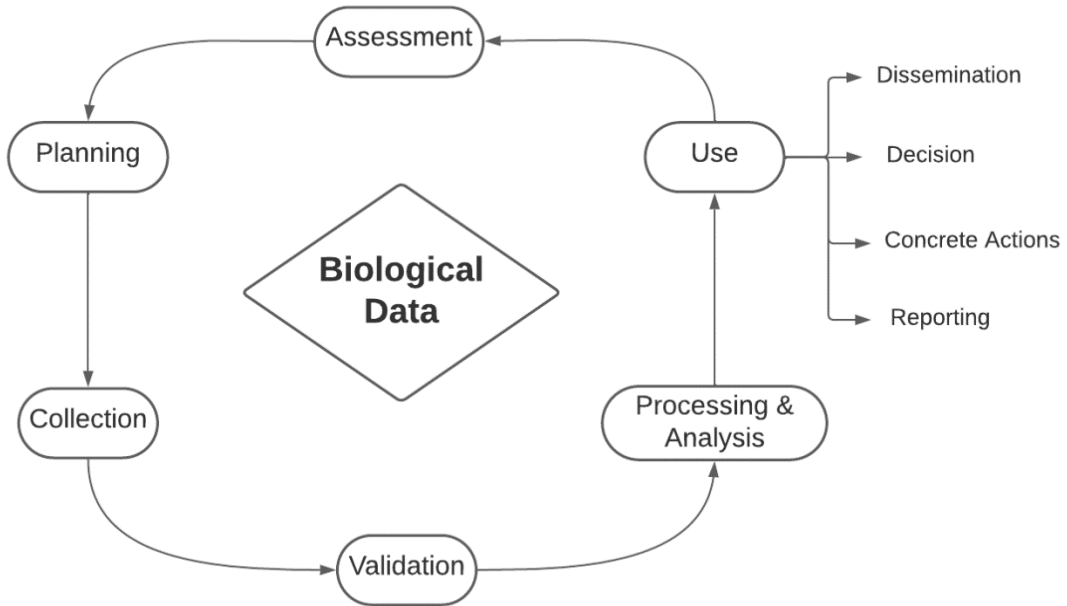 Assessment
Dissemination
Planning
Use
Decision
Biological
Data
Concrete Actions
Reporting
Collection
Processing &
Analysis
Validation